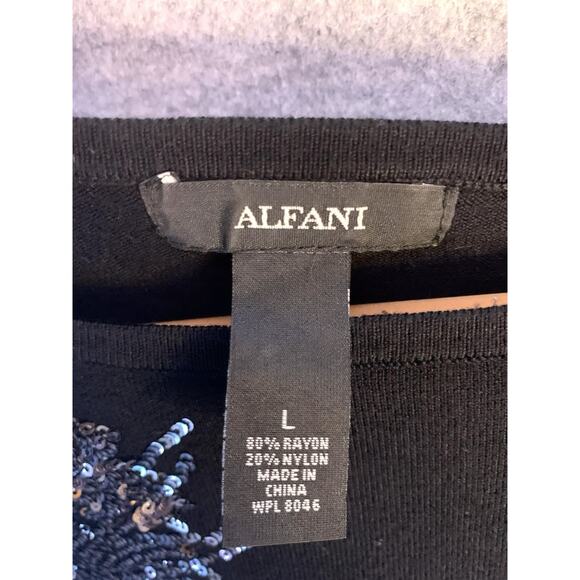 ALFANI
L
80% RAYON
20% NYLON
MADE IN
CHINA
WPL 8046